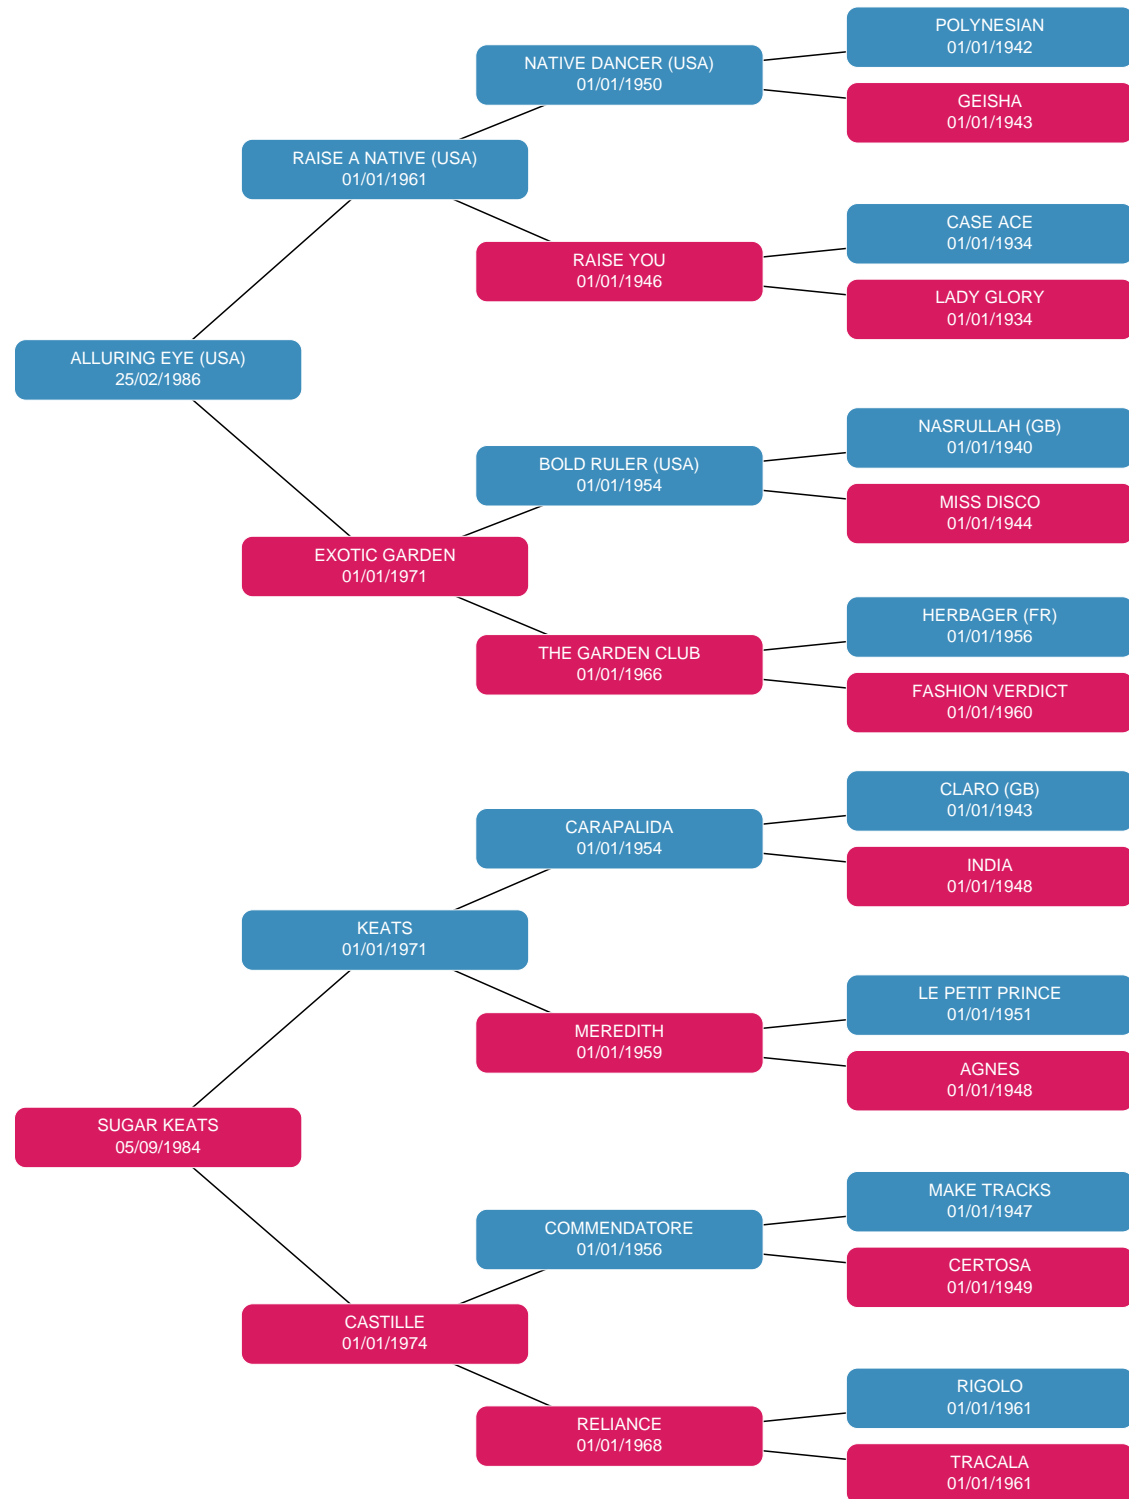 POLYNESIAN
01/01/1942
NATIVE DANCER (USA)
01/01/1950
GEISHA
01/01/1943
RAISE A NATIVE (USA)
01/01/1961
CASE ACE
01/01/1934
RAISE YOU
01/01/1946
LADY GLORY
01/01/1934
ALLURING EYE (USA)
25/02/1986
NASRULLAH (GB)
01/01/1940
BOLD RULER (USA)
01/01/1954
MISS DISCO
01/01/1944
EXOTIC GARDEN
01/01/1971
HERBAGER (FR)
01/01/1956
THE GARDEN CLUB
01/01/1966
FASHION VERDICT
01/01/1960
CLARO (GB)
01/01/1943
CARAPALIDA
01/01/1954
INDIA
01/01/1948
KEATS
01/01/1971
LE PETIT PRINCE
01/01/1951
MEREDITH
01/01/1959
AGNES
01/01/1948
SUGAR KEATS
05/09/1984
MAKE TRACKS
01/01/1947
COMMENDATORE
01/01/1956
CERTOSA
01/01/1949
CASTILLE
01/01/1974
RIGOLO
01/01/1961
RELIANCE
01/01/1968
TRACALA
01/01/1961